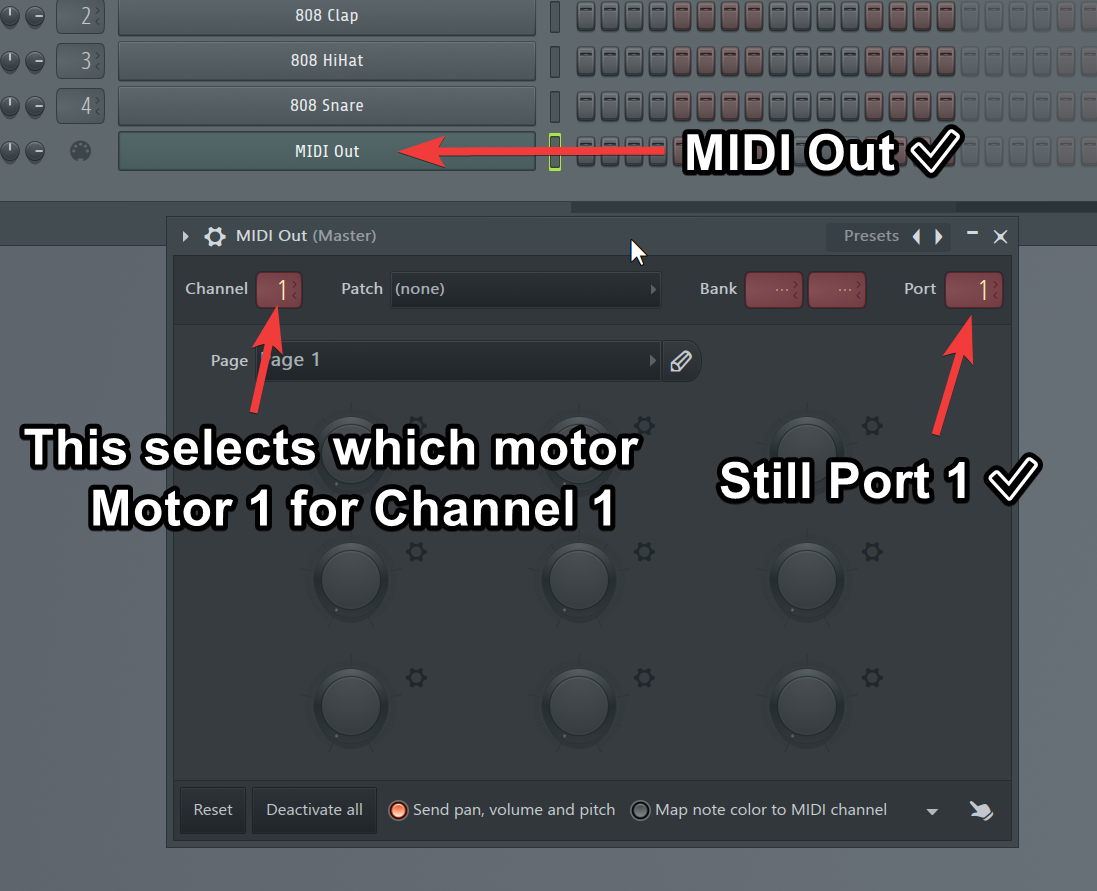 2 808 Clap
3 808 HiHat
4 808 Snare
MIDI Out
MIDI Out
MIDI Out (Master) Presets
Channel 1 Patch (none) Bank --- --- Port 1
Page Page 1
This selects which motor
Motor 1 for Channel 1
Still Port 1
Reset Deactivate all Send pan, volume and pitch Map note color to MIDI channel